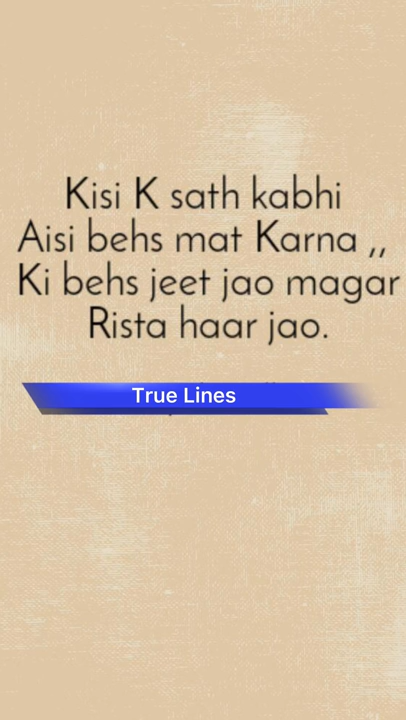 Kisi K sath kabhi
Aisi behs mat Karna ,,
Ki behs jeet jao magar
Rista haar jao.
True Lines